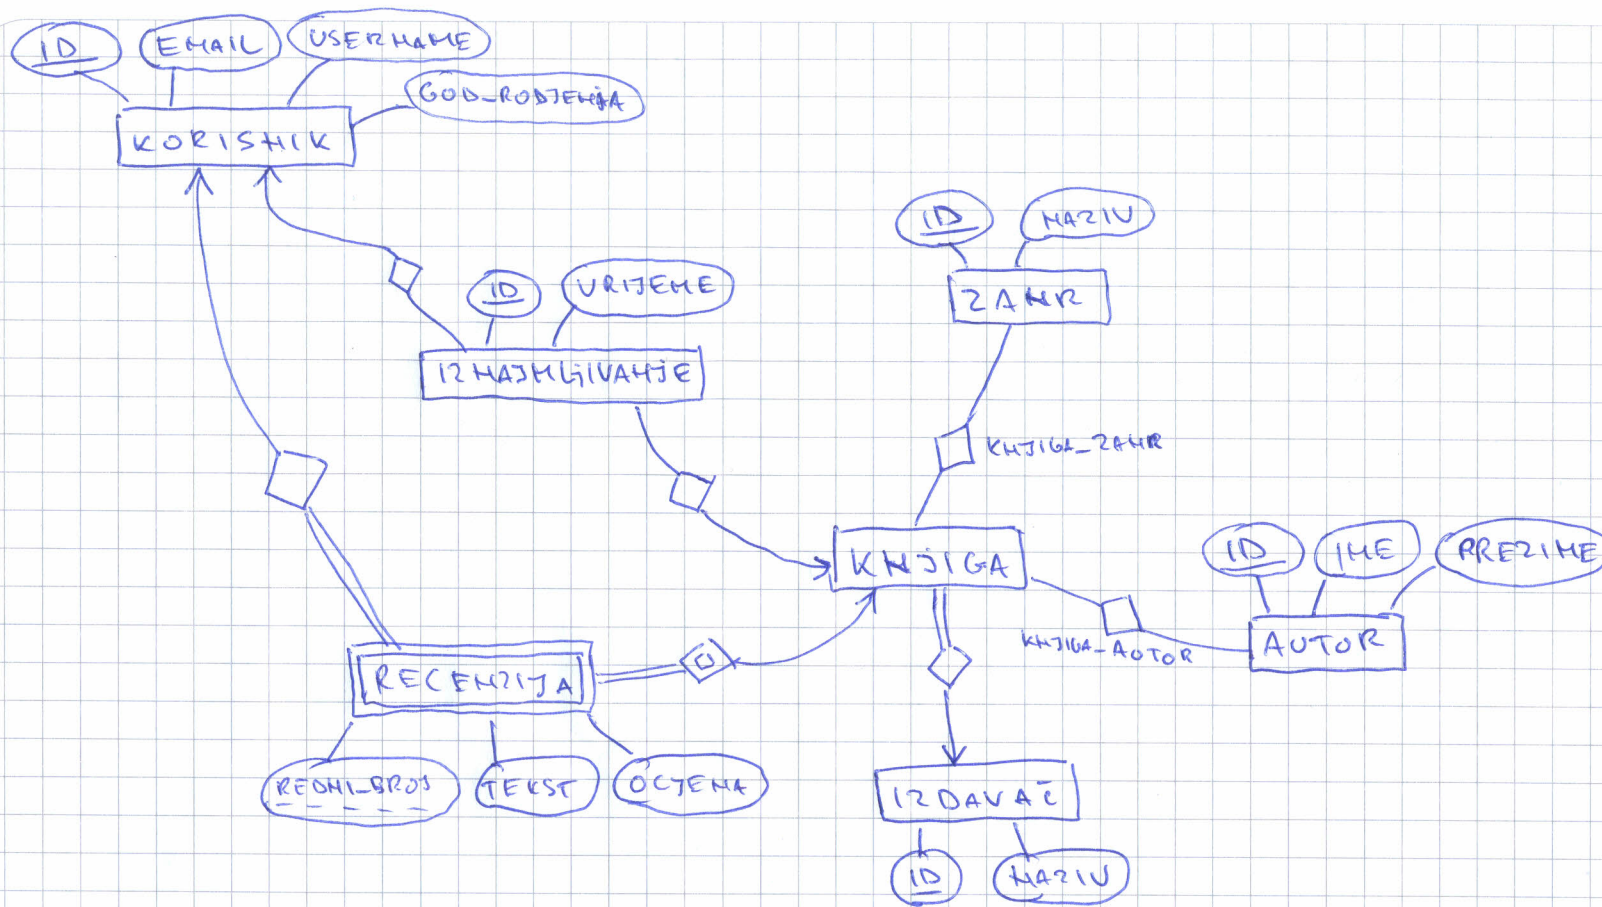 ID EMAIL USERNAME
GOD_RODJENJA
KORISNIK
ID NAZIV
ZANR
ID VRIJEME
IZNAJMLJIVANJE
KNJIGA_ZANR
KNJIGA
ID IME PREZIME
KNJIGA_AUTOR
AUTOR
RECENZIJA
REDNI_BROJ TEKST OCJENA
IZDAVAČ
ID NAZIV